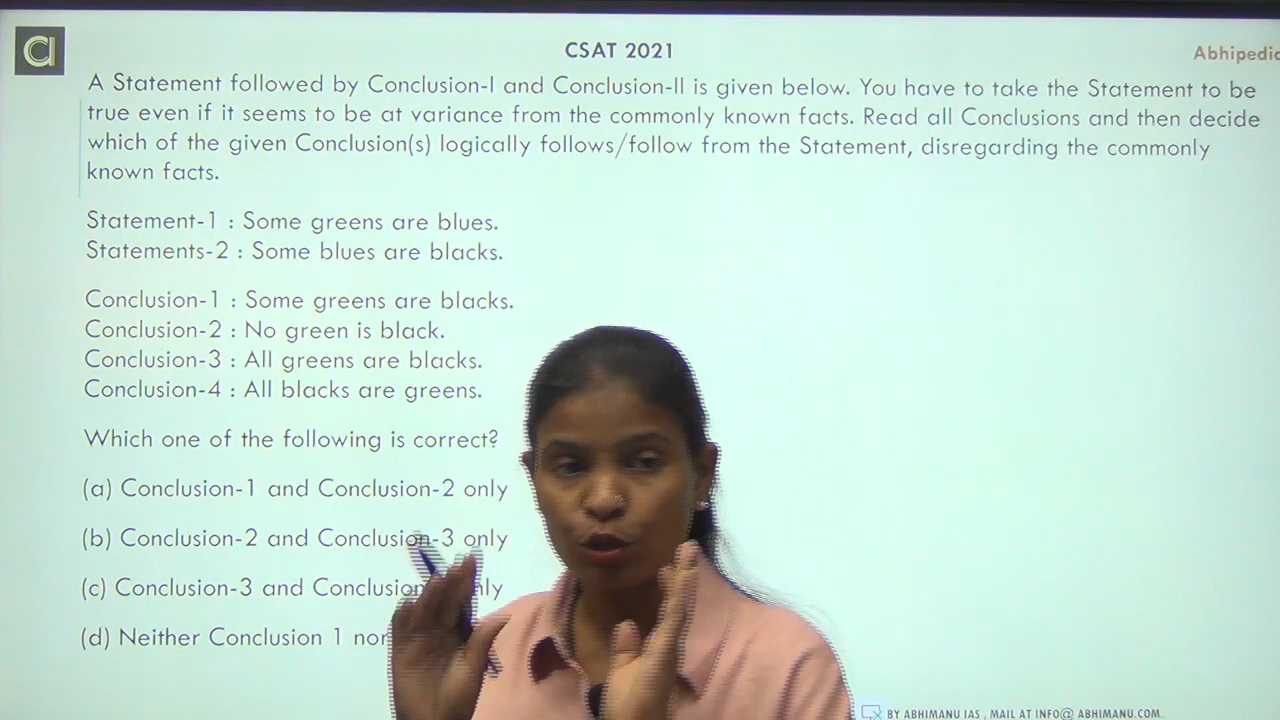 CSAT 2021
Abhipedia
A Statement followed by Conclusion-I and Conclusion-II is given below. You have to take the Statement to be
true even if it seems to be at variance from the commonly known facts. Read all Conclusions and then decide
which of the given Conclusion(s) logically follows/follow from the Statement, disregarding the commonly
known facts.
Statement-1 : Some greens are blues.
Statements-2 : Some blues are blacks.
Conclusion-1 : Some greens are blacks.
Conclusion-2 : No green is black.
Conclusion-3 : All greens are blacks.
Conclusion-4 : All blacks are greens.
Which one of the following is correct?
(a) Conclusion-1 and Conclusion-2 only
(b) Conclusion-2 and Conclusion-3 only
(c) Conclusion-3 and
(d) Neither Conclusion 1 nor
BY ABHIMANU IAS , MAIL AT INFO@ ABHIMANU.COM